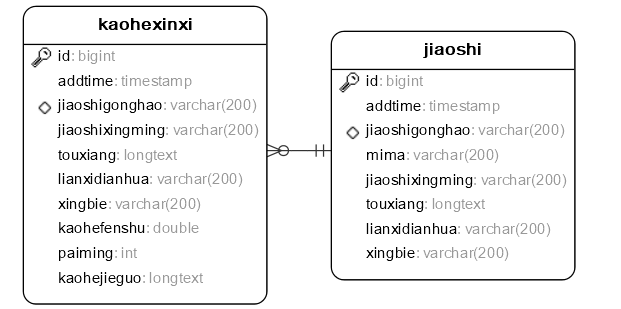 kaohexinxi
id: bigint
addtime: timestamp
jiaoshigonghao: varchar(200)
jiaoshixingming: varchar(200)
touxiang: longtext
lianxidianhua: varchar(200)
xingbie: varchar(200)
kaohefenshu: double
paiming: int
kaohejieguo: longtext
jiaoshi
id: bigint
addtime: timestamp
jiaoshigonghao: varchar(200)
mima: varchar(200)
jiaoshixingming: varchar(200)
touxiang: longtext
lianxidianhua: varchar(200)
xingbie: varchar(200)